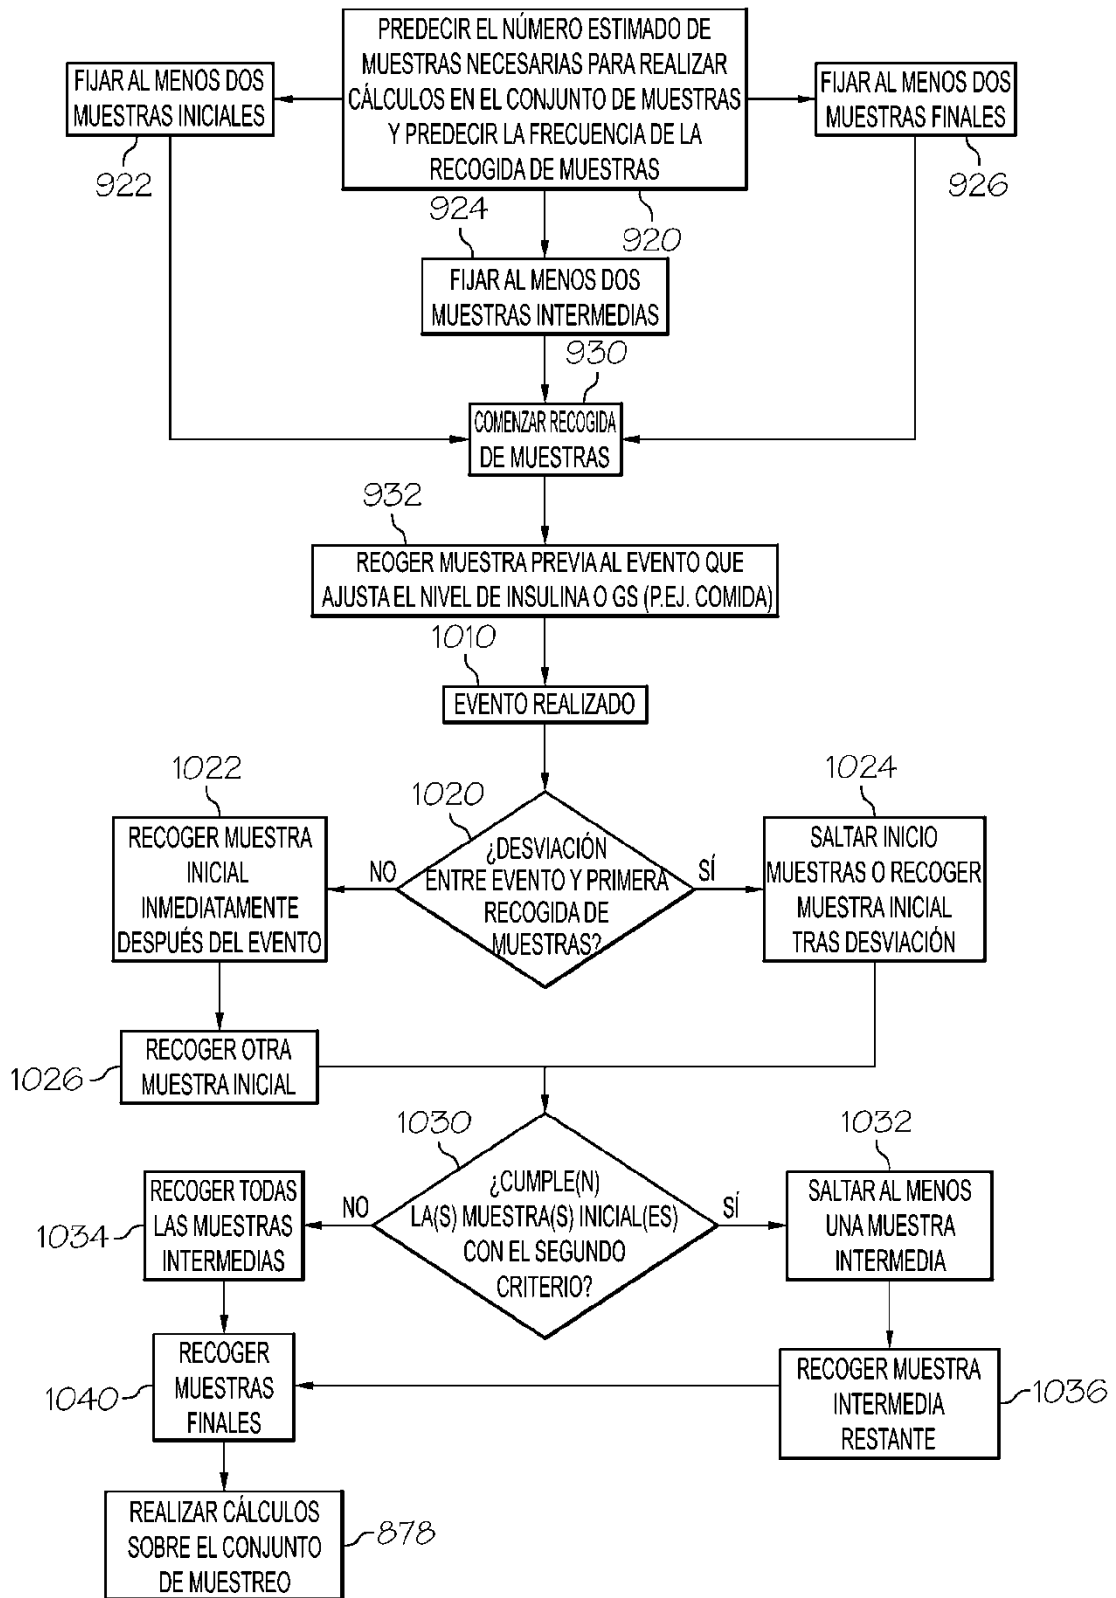 PREDECIR EL NÚMERO ESTIMADO DE
MUESTRAS NECESARIAS PARA REALIZAR
CÁLCULOS EN EL CONJUNTO DE MUESTRAS
Y PREDECIR LA FRECUENCIA DE LA
RECOGIDA DE MUESTRAS
920
FIJAR AL MENOS DOS
MUESTRAS INICIALES
922
FIJAR AL MENOS DOS
MUESTRAS FINALES
926
924
FIJAR AL MENOS DOS
MUESTRAS INTERMEDIAS
930
COMENZAR RECOGIDA
DE MUESTRAS
932
REOGER MUESTRA PREVIA AL EVENTO QUE
AJUSTA EL NIVEL DE INSULINA O GS (P.EJ. COMIDA)
1010
EVENTO REALIZADO
1020
¿DESVIACIÓN
ENTRE EVENTO Y PRIMERA
RECOGIDA DE
MUESTRAS?
NO
SÍ
1022
RECOGER MUESTRA
INICIAL
INMEDIATAMENTE
DESPUÉS DEL EVENTO
1024
SALTAR INICIO
MUESTRAS O RECOGER
MUESTRA INICIAL
TRAS DESVIACIÓN
1026
RECOGER OTRA
MUESTRA INICIAL
1030
¿CUMPLE(N)
LA(S) MUESTRA(S) INICIAL(ES)
CON EL SEGUNDO
CRITERIO?
NO
SÍ
1034
RECOGER TODAS
LAS MUESTRAS
INTERMEDIAS
1032
SALTAR AL MENOS
UNA MUESTRA
INTERMEDIA
1040
RECOGER
MUESTRAS
FINALES
RECOGER MUESTRA
INTERMEDIA
RESTANTE
1036
REALIZAR CÁLCULOS
SOBRE EL CONJUNTO
DE MUESTREO
878